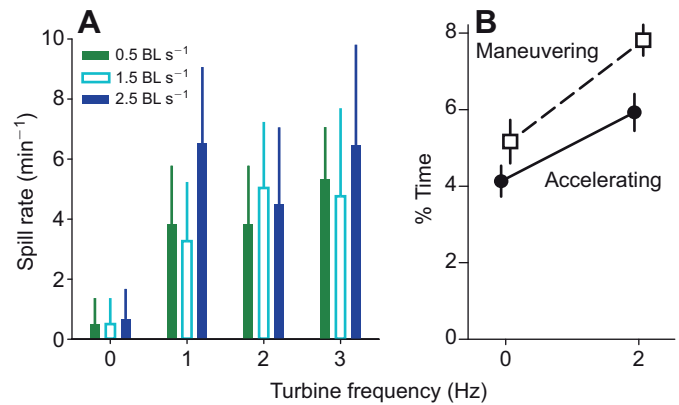 A
10
8
6
4
2
0
Spill rate (min⁻¹)
0.5 BL s⁻¹
1.5 BL s⁻¹
2.5 BL s⁻¹
0 1 2 3
B
8
6
4
2
0
% Time
Maneuvering
Accelerating
0 2
Turbine frequency (Hz)